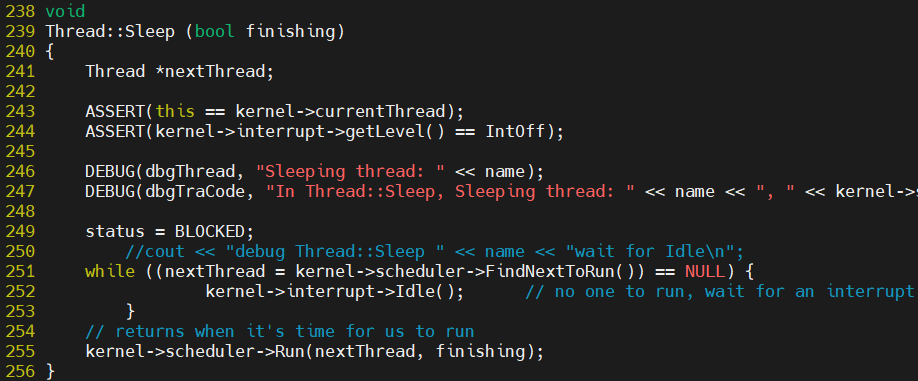 238 void
239 Thread::Sleep (bool finishing)
240 {
241     Thread *nextThread;
242
243     ASSERT(this == kernel->currentThread);
244     ASSERT(kernel->interrupt->getLevel() == IntOff);
245
246     DEBUG(dbgThread, "Sleeping thread: " << name);
247     DEBUG(dbgTraCode, "In Thread::Sleep, Sleeping thread: " << name << ", " << kernel->s
248
249     status = BLOCKED;
250         //cout << "debug Thread::Sleep " << name << "wait for Idle\n";
251     while ((nextThread = kernel->scheduler->FindNextToRun()) == NULL) {
252                 kernel->interrupt->Idle();      // no one to run, wait for an interrupt
253         }
254     // returns when it's time for us to run
255     kernel->scheduler->Run(nextThread, finishing);
256 }